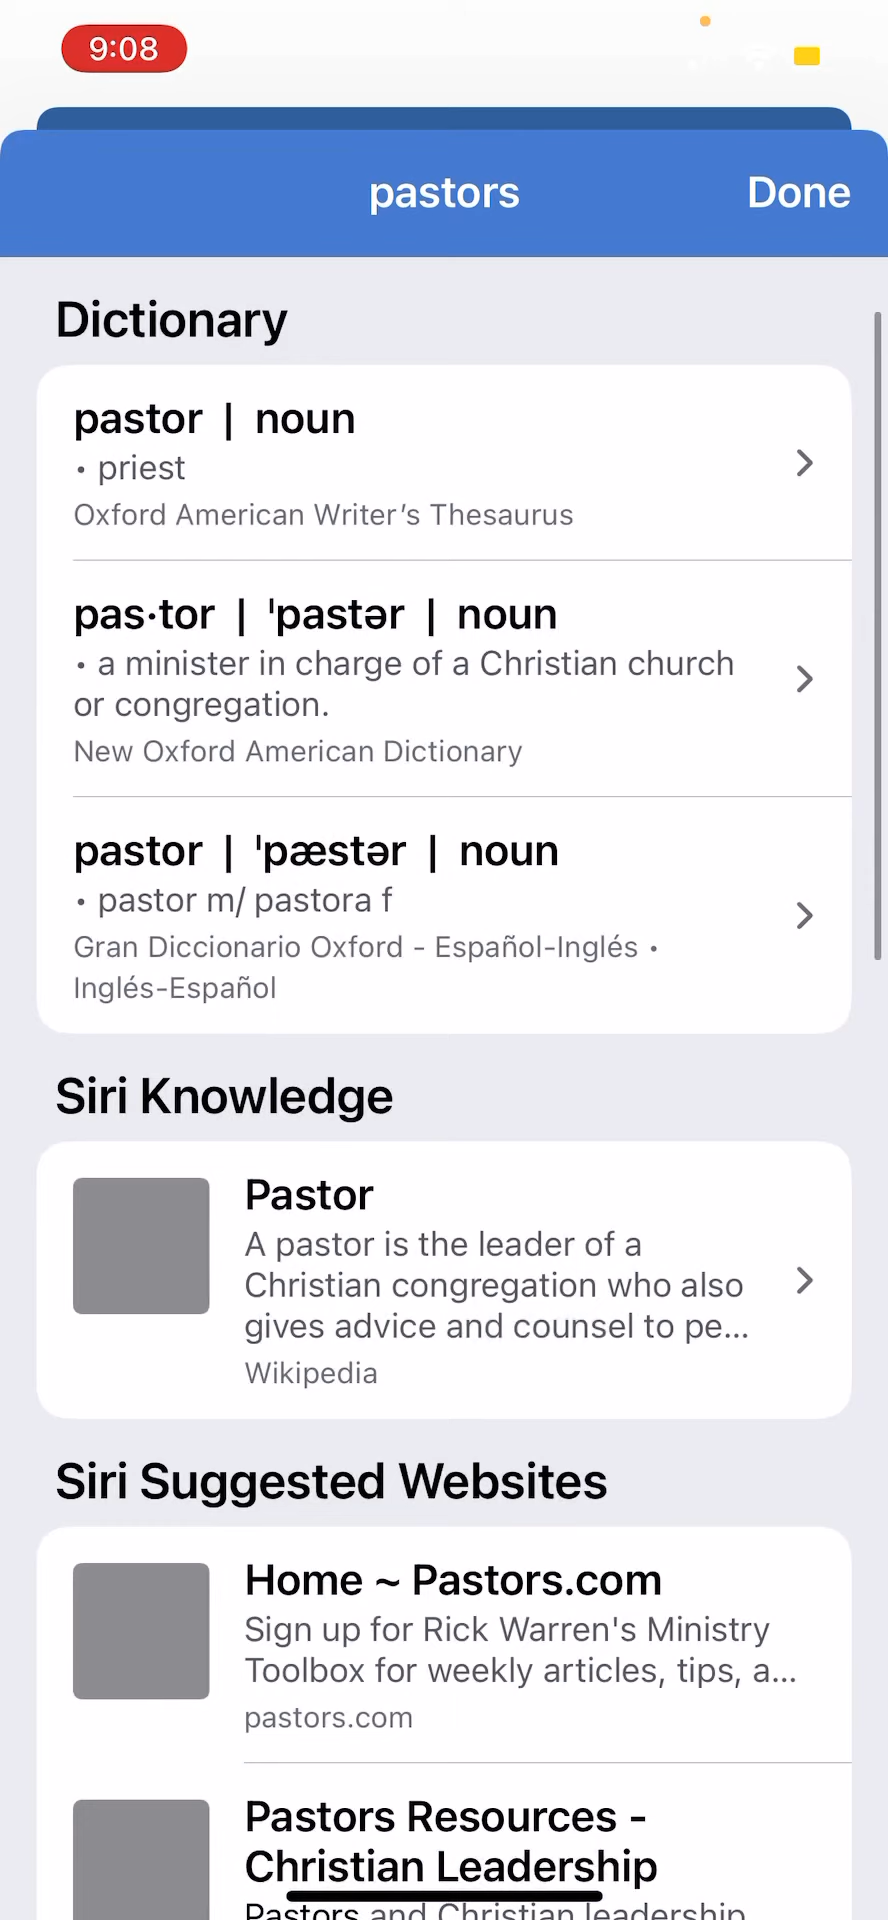 9:08
pastors
Done
Dictionary
pastor | noun
• priest
Oxford American Writer's Thesaurus
pas·tor | ˈpastər | noun
• a minister in charge of a Christian church
or congregation.
New Oxford American Dictionary
pastor | ˈpæstər | noun
• pastor m/ pastora f
Gran Diccionario Oxford - Español-Inglés •
Inglés-Español
Siri Knowledge
Pastor
A pastor is the leader of a
Christian congregation who also
gives advice and counsel to pe...
Wikipedia
Siri Suggested Websites
Home ~ Pastors.com
Sign up for Rick Warren's Ministry
Toolbox for weekly articles, tips, a...
pastors.com
Pastors Resources -
Christian Leadership
Pastors and Christian leadership